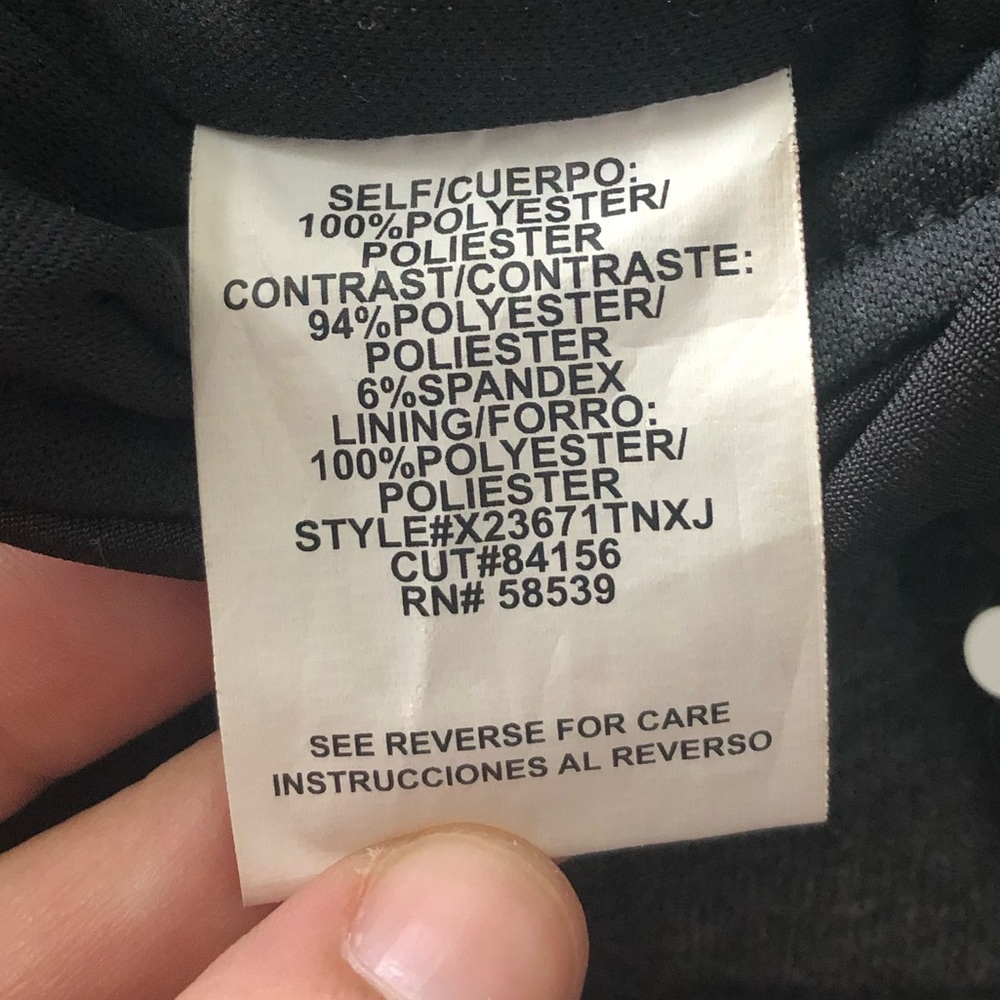 SELF/CUERPO:
100%POLYESTER/
POLIESTER
CONTRAST/CONTRASTE:
94%POLYESTER/
POLIESTER
6%SPANDEX
LINING/FORRO:
100%POLYESTER/
POLIESTER
STYLE#X23671TNXJ
CUT#84156
RN# 58539
SEE REVERSE FOR CARE
INSTRUCCIONES AL REVERSO